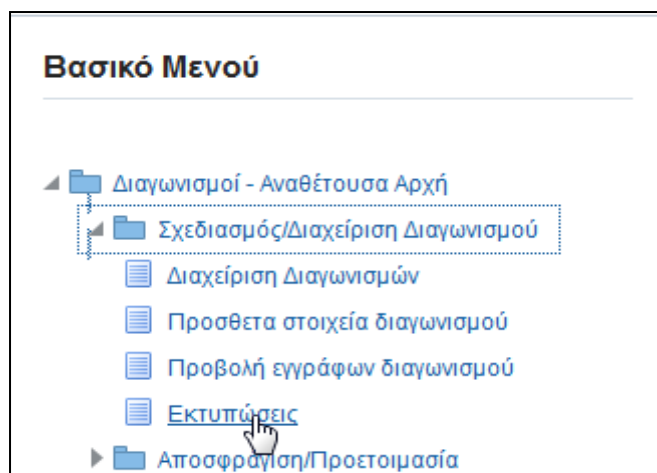 Βασικό Μενού
Διαγωνισμοί - Αναθέτουσα Αρχή
Σχεδιασμός/Διαχείριση Διαγωνισμού
Διαχείριση Διαγωνισμών
Προσθετα στοιχεία διαγωνισμού
Προβολή εγγράφων διαγωνισμού
Εκτυπώσεις
Αποσφράγιση/Προετοιμασία